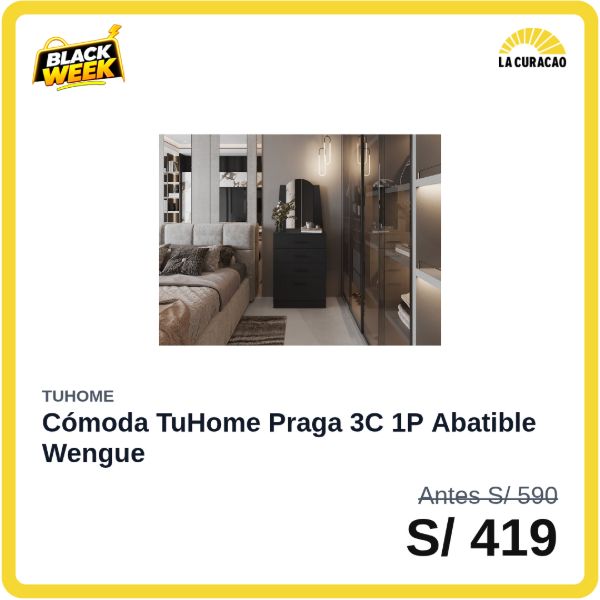 BLACK
WEEK
LA CURACAO
TUHOME
Cómoda TuHome Praga 3C 1P Abatible
Wengue
Antes S/ 590
S/ 419